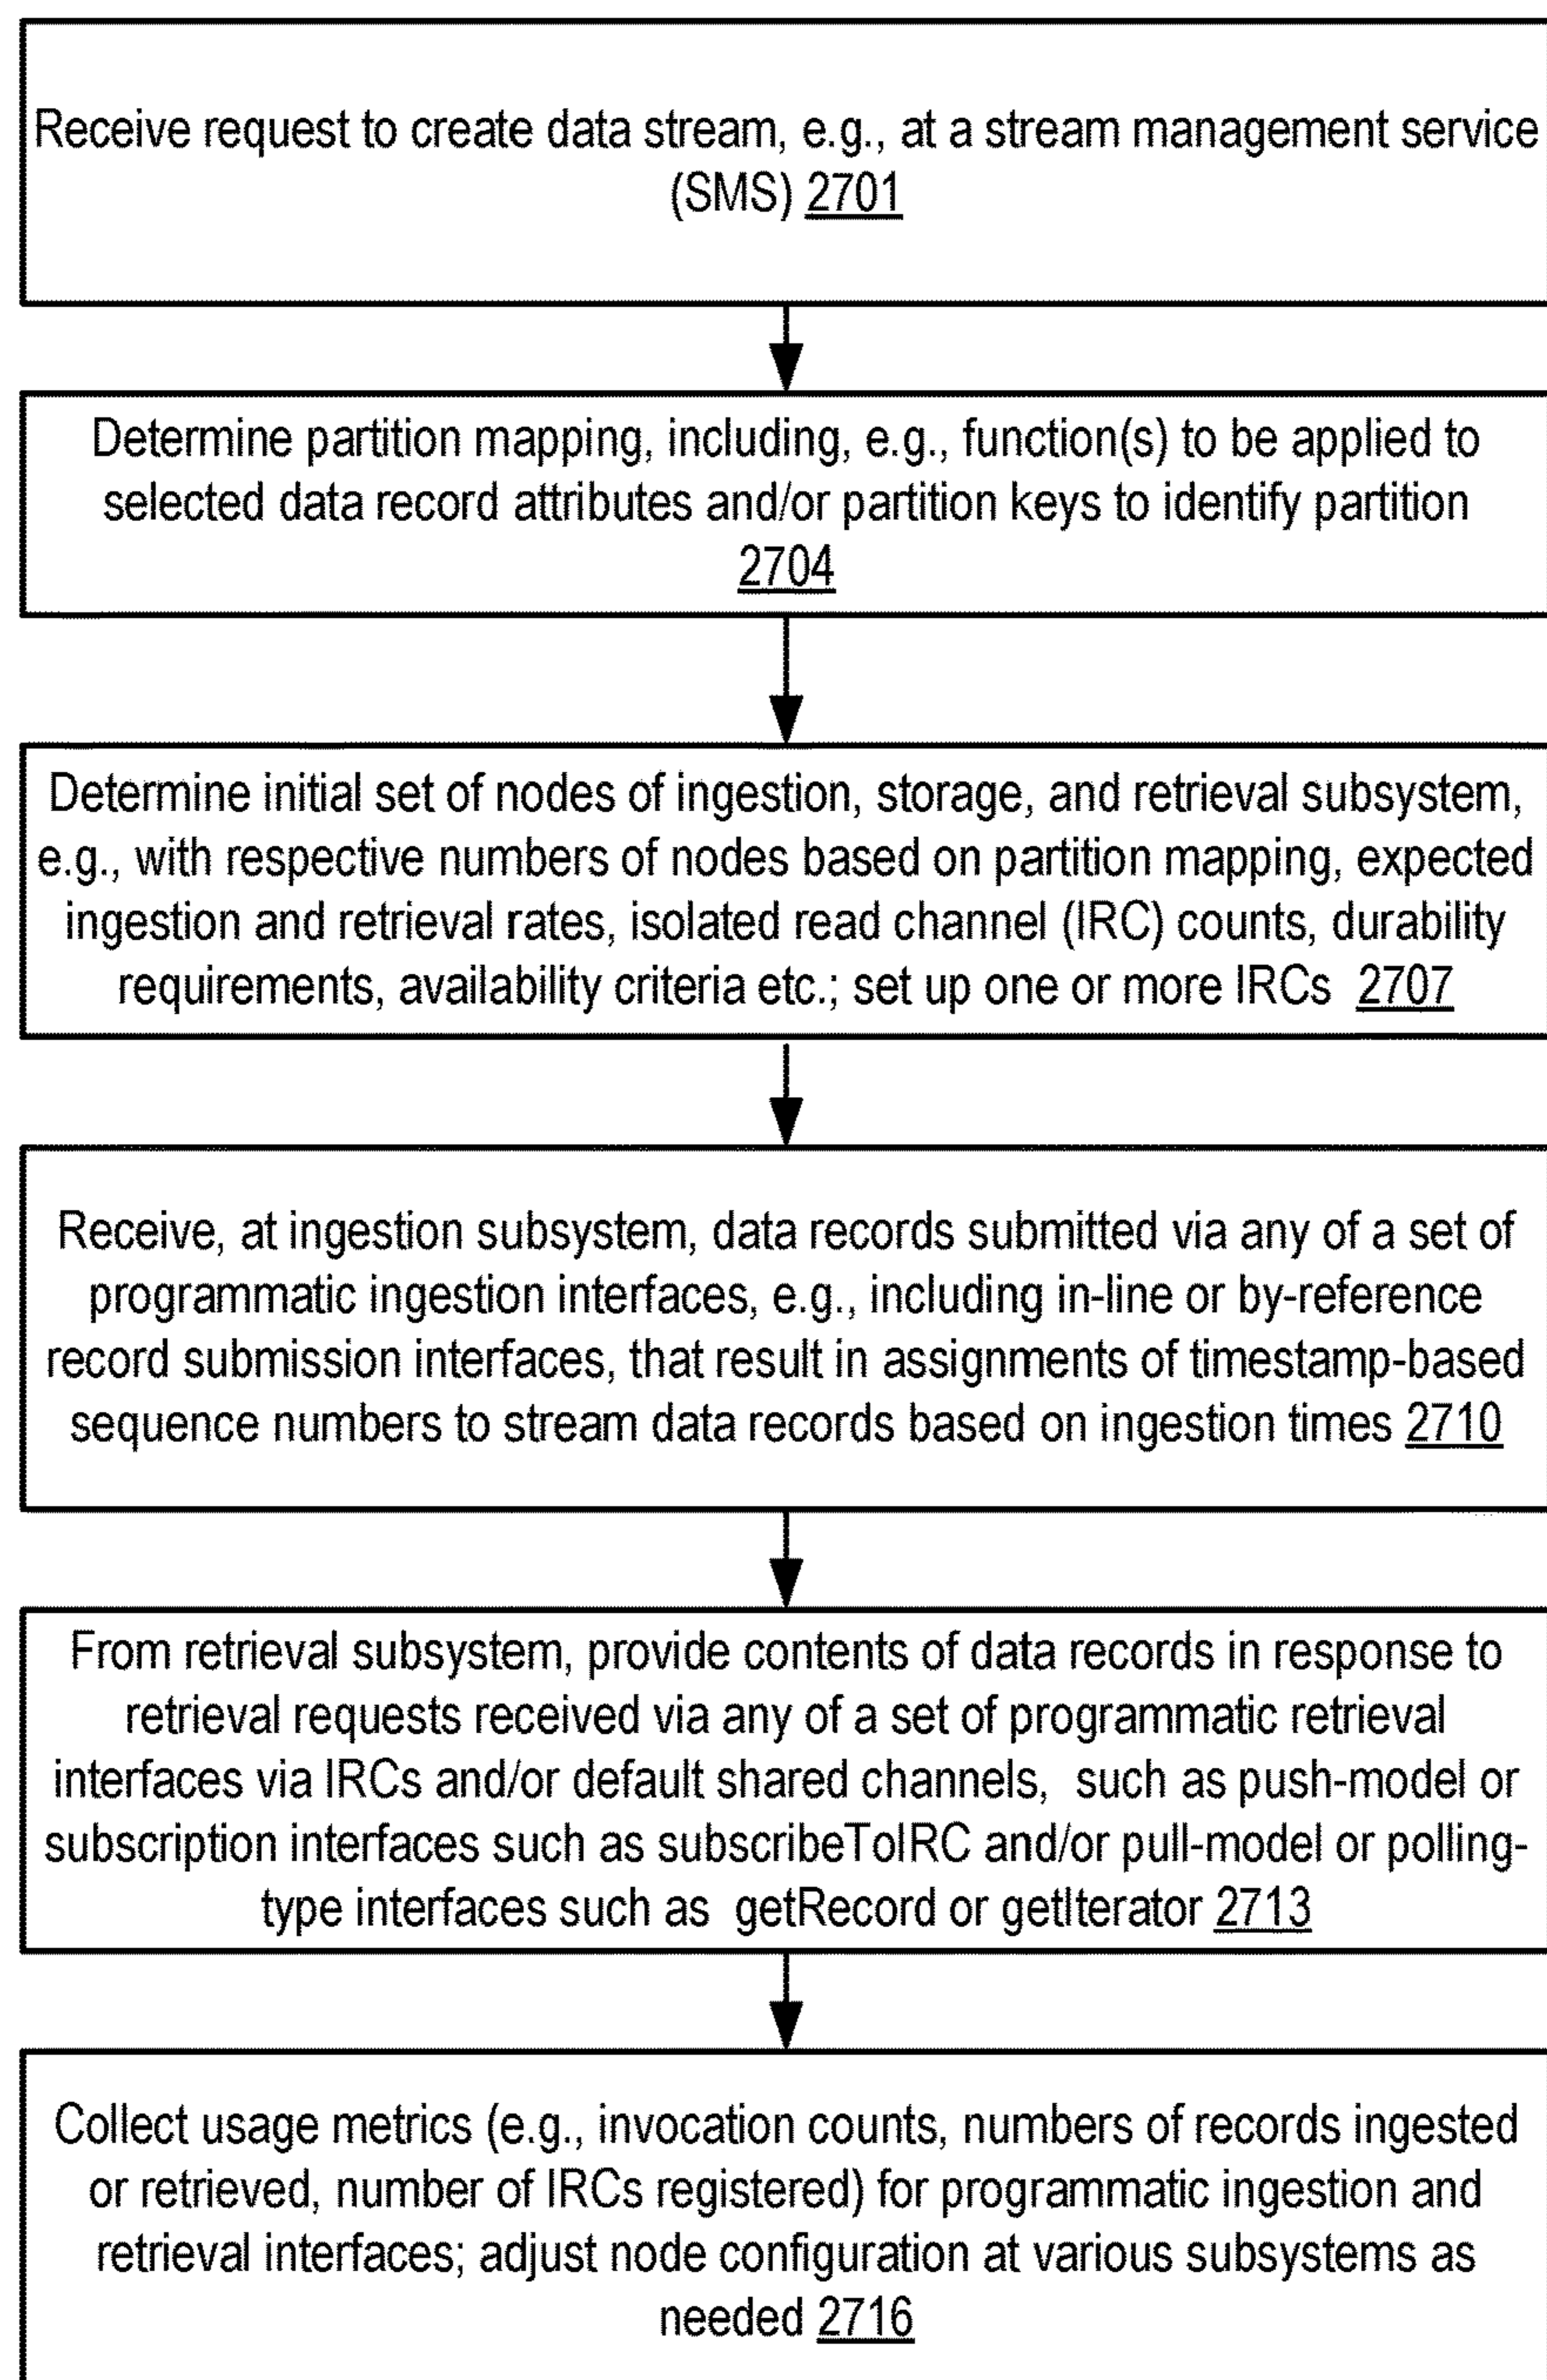 Receive request to create data stream, e.g., at a stream management service
(SMS) 2701
Determine partition mapping, including, e.g., function(s) to be applied to
selected data record attributes and/or partition keys to identify partition
2704
Determine initial set of nodes of ingestion, storage, and retrieval subsystem,
e.g., with respective numbers of nodes based on partition mapping, expected
ingestion and retrieval rates, isolated read channel (IRC) counts, durability
requirements, availability criteria etc.; set up one or more IRCs 2707
Receive, at ingestion subsystem, data records submitted via any of a set of
programmatic ingestion interfaces, e.g., including in-line or by-reference
record submission interfaces, that result in assignments of timestamp-based
sequence numbers to stream data records based on ingestion times 2710
From retrieval subsystem, provide contents of data records in response to
retrieval requests received via any of a set of programmatic retrieval
interfaces via IRCs and/or default shared channels, such as push-model or
subscription interfaces such as subscribeToIRC and/or pull-model or polling-
type interfaces such as getRecord or getIterator 2713
Collect usage metrics (e.g., invocation counts, numbers of records ingested
or retrieved, number of IRCs registered) for programmatic ingestion and
retrieval interfaces; adjust node configuration at various subsystems as
needed 2716